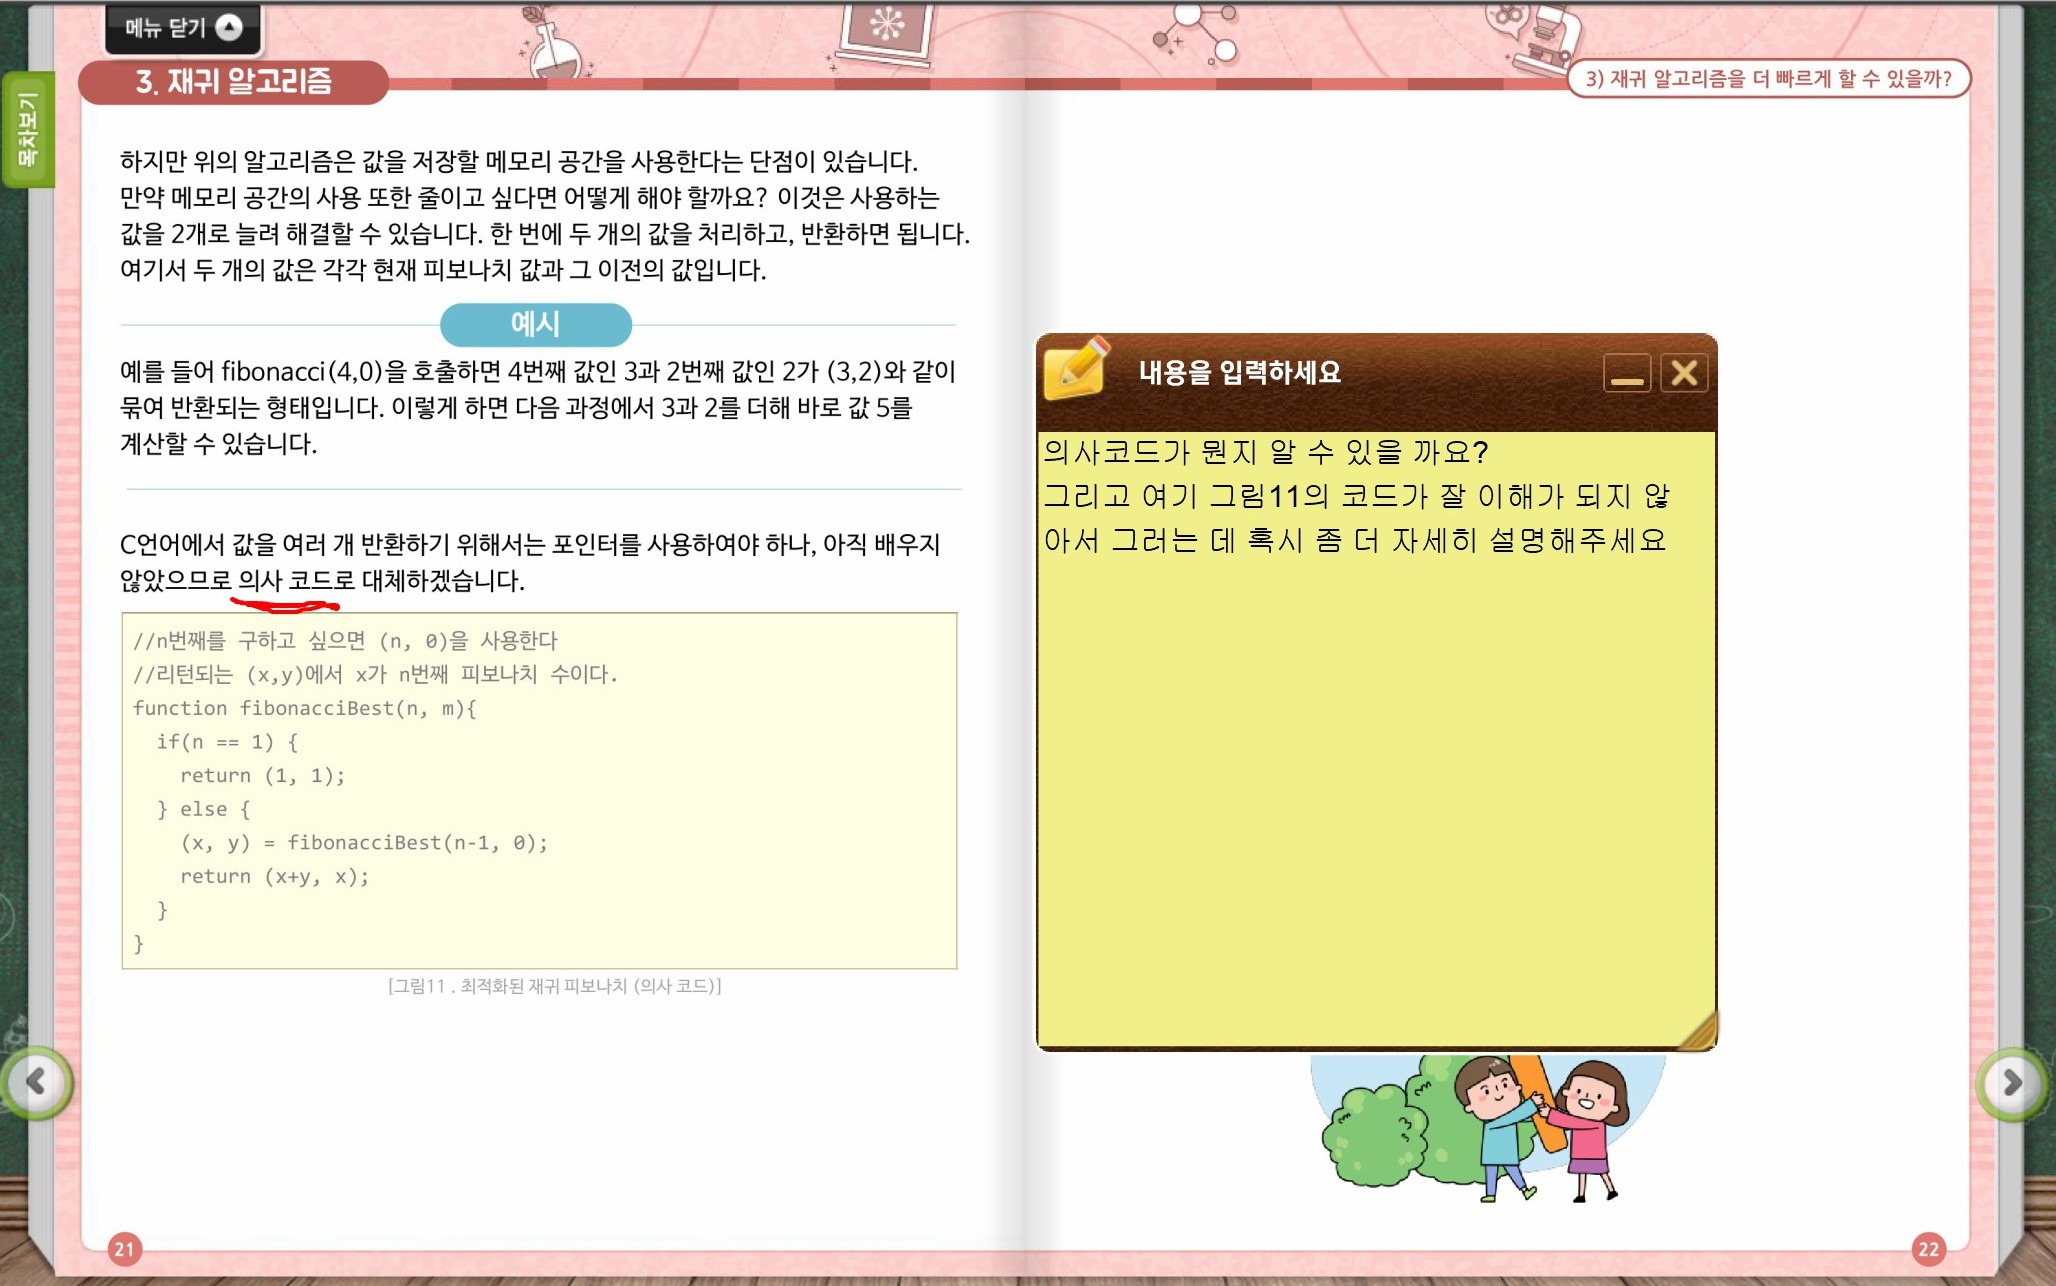 메뉴 닫기
목차보기
3. 재귀 알고리즘
3) 재귀 알고리즘을 더 빠르게 할 수 있을까?
하지만 위의 알고리즘은 값을 저장할 메모리 공간을 사용한다는 단점이 있습니다.
만약 메모리 공간의 사용 또한 줄이고 싶다면 어떻게 해야 할까요? 이것은 사용하는
값을 2개로 늘려 해결할 수 있습니다. 한 번에 두 개의 값을 처리하고, 반환하면 됩니다.
여기서 두 개의 값은 각각 현재 피보나치 값과 그 이전의 값입니다.
예시
예를 들어 fibonacci(4,0)을 호출하면 4번째 값인 3과 2번째 값인 2가 (3,2)와 같이
묶여 반환되는 형태입니다. 이렇게 하면 다음 과정에서 3과 2를 더해 바로 값 5를
계산할 수 있습니다.
C언어에서 값을 여러 개 반환하기 위해서는 포인터를 사용하여야 하나, 아직 배우지
않았으므로 의사 코드로 대체하겠습니다.
//n번째를 구하고 싶으면 (n, 0)을 사용한다
//리턴되는 (x,y)에서 x가 n번째 피보나치 수이다.
function fibonacciBest(n, m){
if(n == 1) {
return (1, 1);
} else {
(x, y) = fibonacciBest(n-1, 0);
return (x+y, x);
}
}
[그림11 . 최적화된 재귀 피보나치 (의사 코드)]
21
내용을 입력하세요
의사코드가 뭔지 알 수 있을 까요?
그리고 여기 그림11의 코드가 잘 이해가 되지 않
아서 그러는 데 혹시 좀 더 자세히 설명해주세요
22